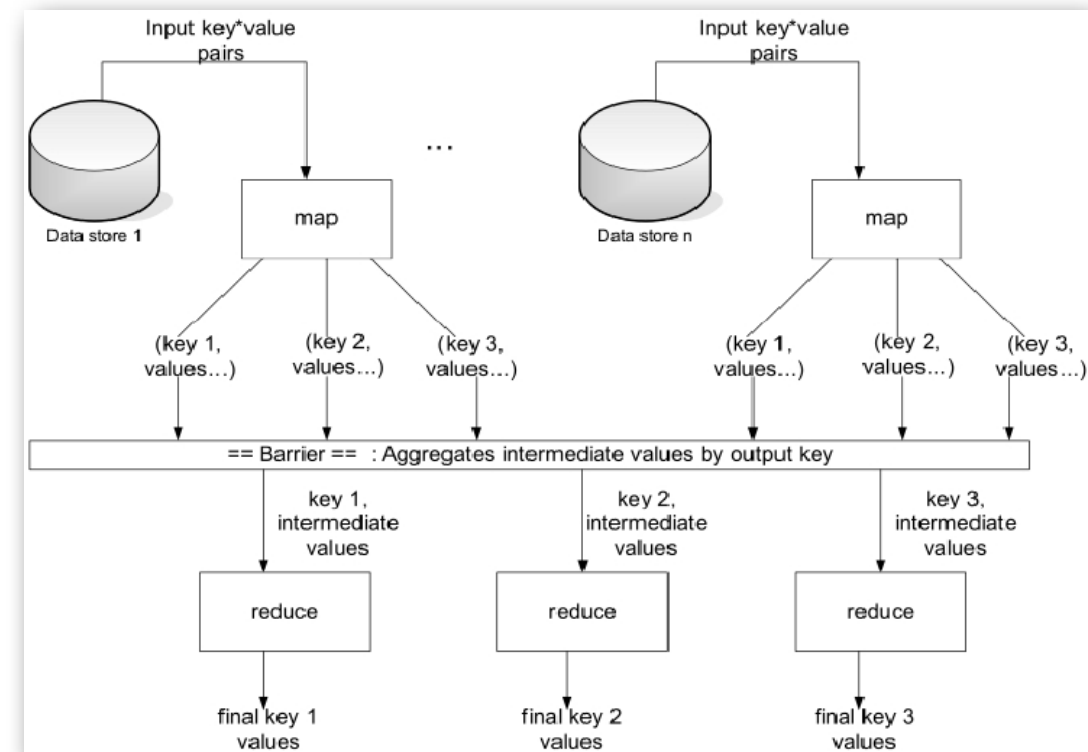 Input key*value
pairs
Input key*value
pairs
...
map
map
Data store 1
Data store n
(key 1,
values...)
(key 2,
values...)
(key 3,
values...)
(key 1,
values...)
(key 2,
values...)
(key 3,
values...)
== Barrier == : Aggregates intermediate values by output key
key 1,
intermediate
values
key 2,
intermediate
values
key 3,
intermediate
values
reduce
reduce
reduce
final key 1
values
final key 2
values
final key 3
values